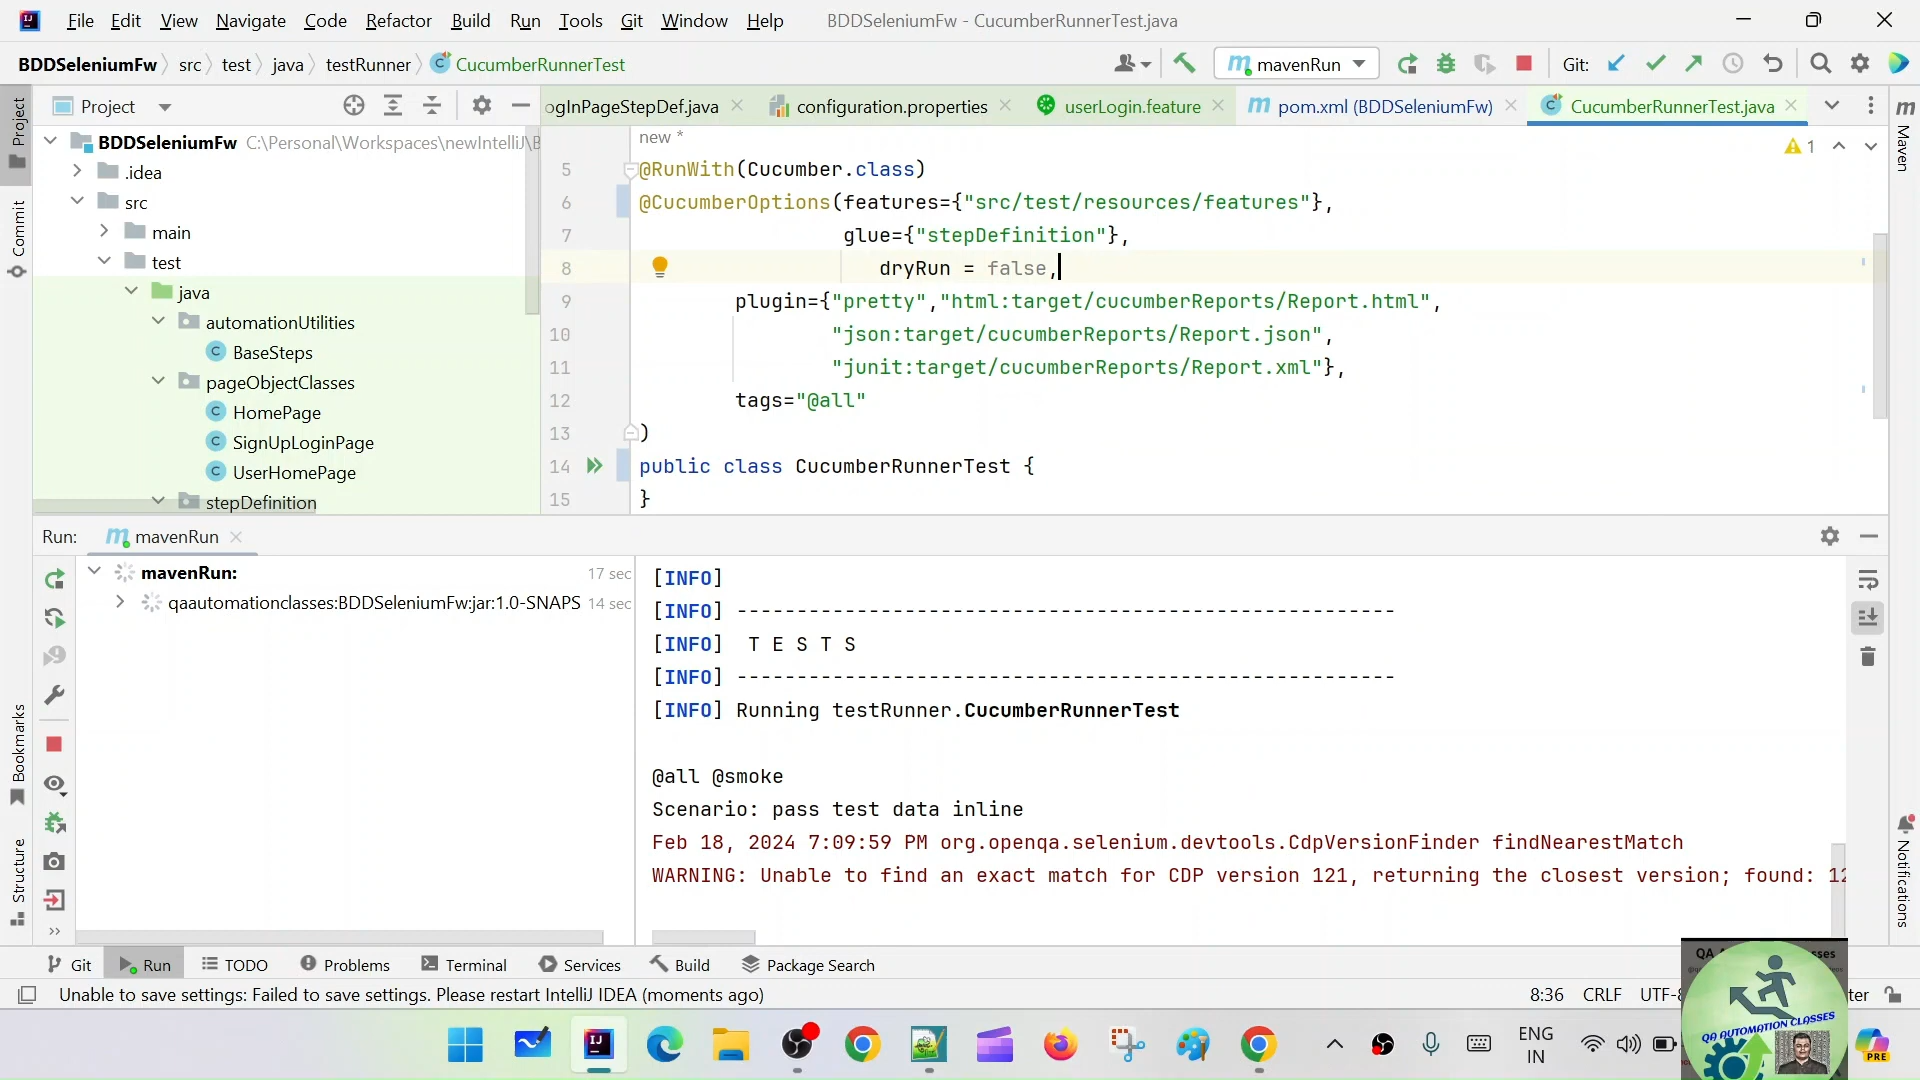 File Edit View Navigate Code Refactor Build Run Tools Git Window Help BDDSeleniumFw - CucumberRunnerTest.java
BDDSeleniumFw src test java testRunner CucumberRunnerTest mavenRun Git:
Project ogInPageStepDef.java configuration.properties userLogin.feature pom.xml (BDDSeleniumFw) CucumberRunnerTest.java
Project
Commit
Bookmarks
Structure
Maven
Notifications
BDDSeleniumFw C:\Personal\Workspaces\newIntelliJ\B
.idea
src
main
test
java
automationUtilities
BaseSteps
pageObjectClasses
HomePage
SignUpLoginPage
UserHomePage
stepDefinition
new *
1
5 @RunWith(Cucumber.class)
6 @CucumberOptions(features={"src/test/resources/features"},
7 glue={"stepDefinition"},
8 dryRun = false,
9 plugin={"pretty","html:target/cucumberReports/Report.html",
10 "json:target/cucumberReports/Report.json",
11 "junit:target/cucumberReports/Report.xml"},
12 tags="@all"
13 )
14 public class CucumberRunnerTest {
15 }
Run: mavenRun
mavenRun: 17 sec
qaautomationclasses:BDDSeleniumFw:jar:1.0-SNAPS 14 sec
[INFO]
[INFO] -------------------------------------------------------
[INFO]  T E S T S
[INFO] -------------------------------------------------------
[INFO] Running testRunner.CucumberRunnerTest
@all @smoke
Scenario: pass test data inline
Feb 18, 2024 7:09:59 PM org.openqa.selenium.devtools.CdpVersionFinder findNearestMatch
WARNING: Unable to find an exact match for CDP version 121, returning the closest version; found: 12
Git Run TODO Problems Terminal Services Build Package Search
Unable to save settings: Failed to save settings. Please restart IntelliJ IDEA (moments ago) 8:36 CRLF UTF-8
ENG
IN
QA AUTOMATION CLASSES
PRE